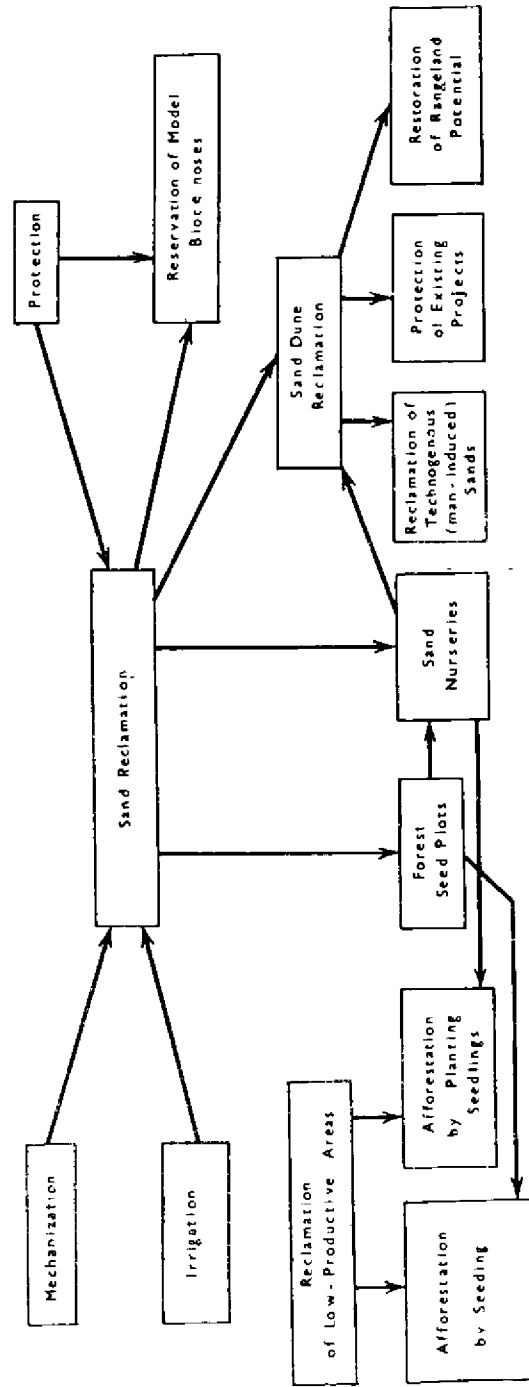 Mechanization
Irrigation
Sand Reclamation
Protection
Reservation of Model
Bioce noses
Reclamation
of Low-Productive Areas
Afforestation
by Seeding
Afforestation
by Planting
Seedlings
Forest
Seed Plots
Sand
Nurseries
Sand Dune
Reclamation
Reclamation of
Technogenous
(man-induced)
Sands
Protection
of Existing
Projects
Restoration
of Rangeland
Potential